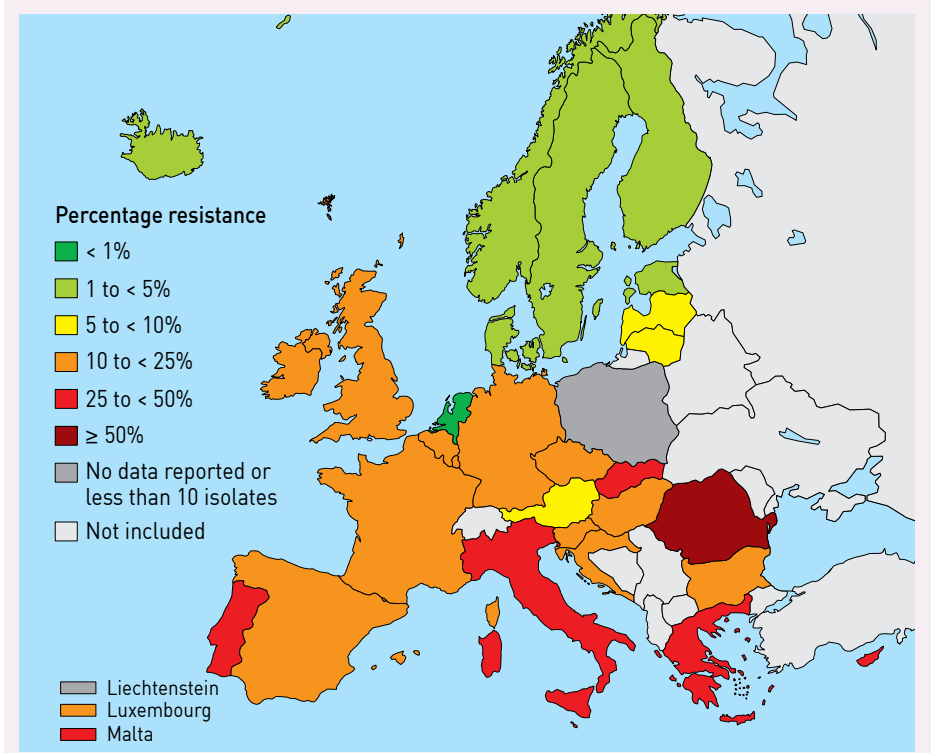 Percentage resistance
< 1%
1 to < 5%
5 to < 10%
10 to < 25%
25 to < 50%
≥ 50%
No data reported or
less than 10 isolates
Not included
Liechtenstein
Luxembourg
Malta